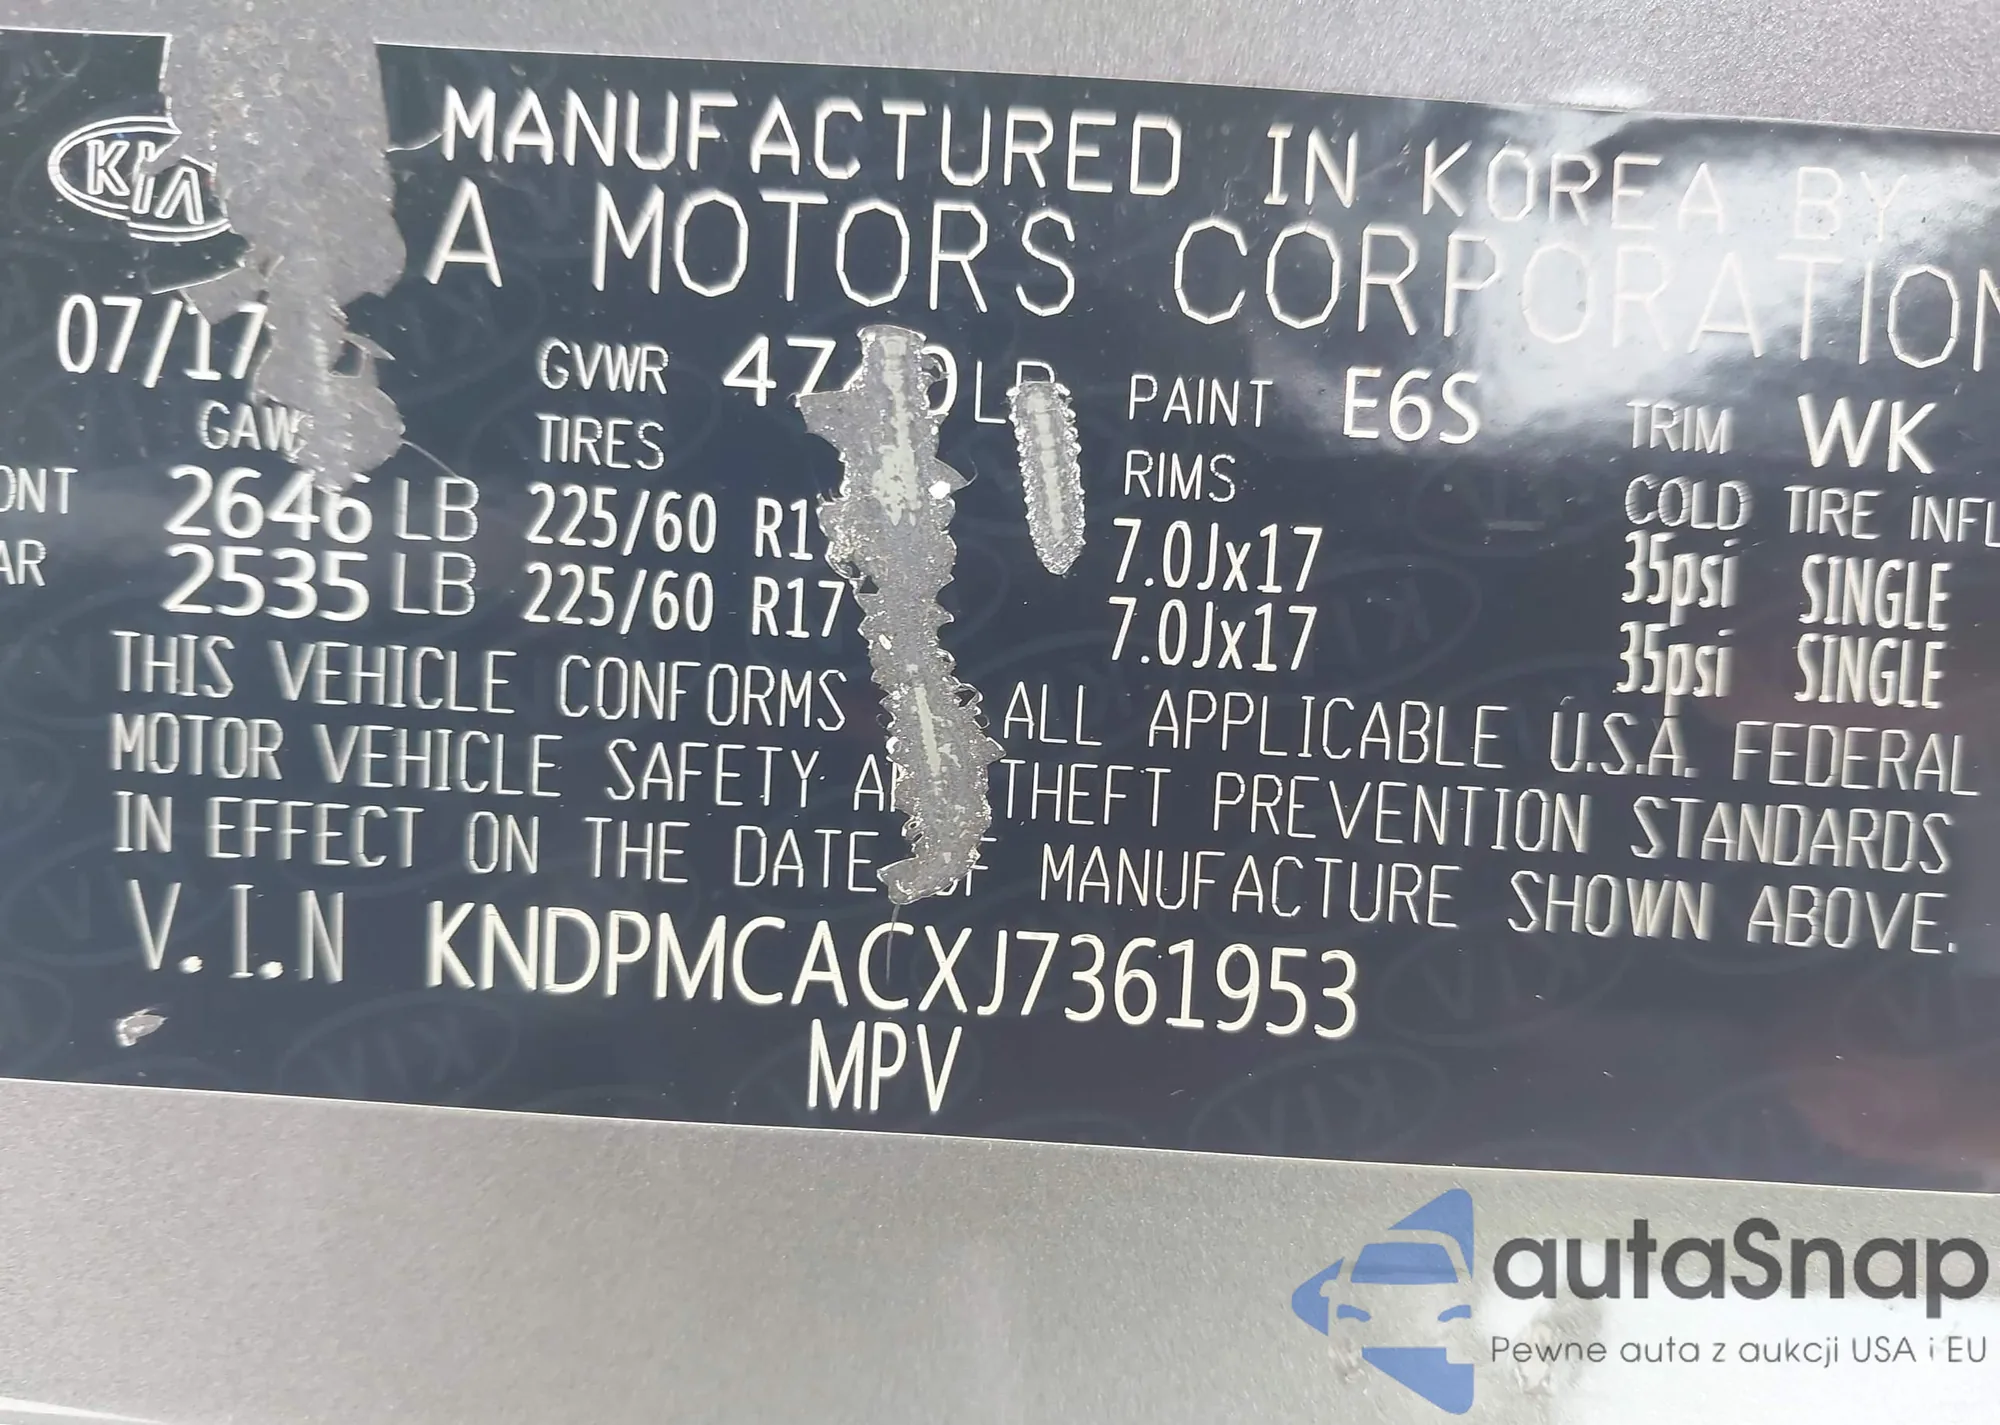 KIA
MANUFACTURED IN KOREA BY
A MOTORS CORPORATION
07/17 GVWR LB PAINT E6S TRIM WK
GAW TIRES RIMS COLD TIRE INFL
ONT 2646 LB 225/60 R1 7.0Jx17 35psi SINGLE
AR 2535 LB 225/60 R17 7.0Jx17 35psi SINGLE
THIS VEHICLE CONFORMS ALL APPLICABLE U.S.A. FEDERAL
MOTOR VEHICLE SAFETY THEFT PREVENTION STANDARDS
IN EFFECT ON THE DATE OF MANUFACTURE SHOWN ABOVE.
V.I.N KNDPMCACXJ7361953
MPV
autaSnap
Pewne auta z aukcji USA i EU